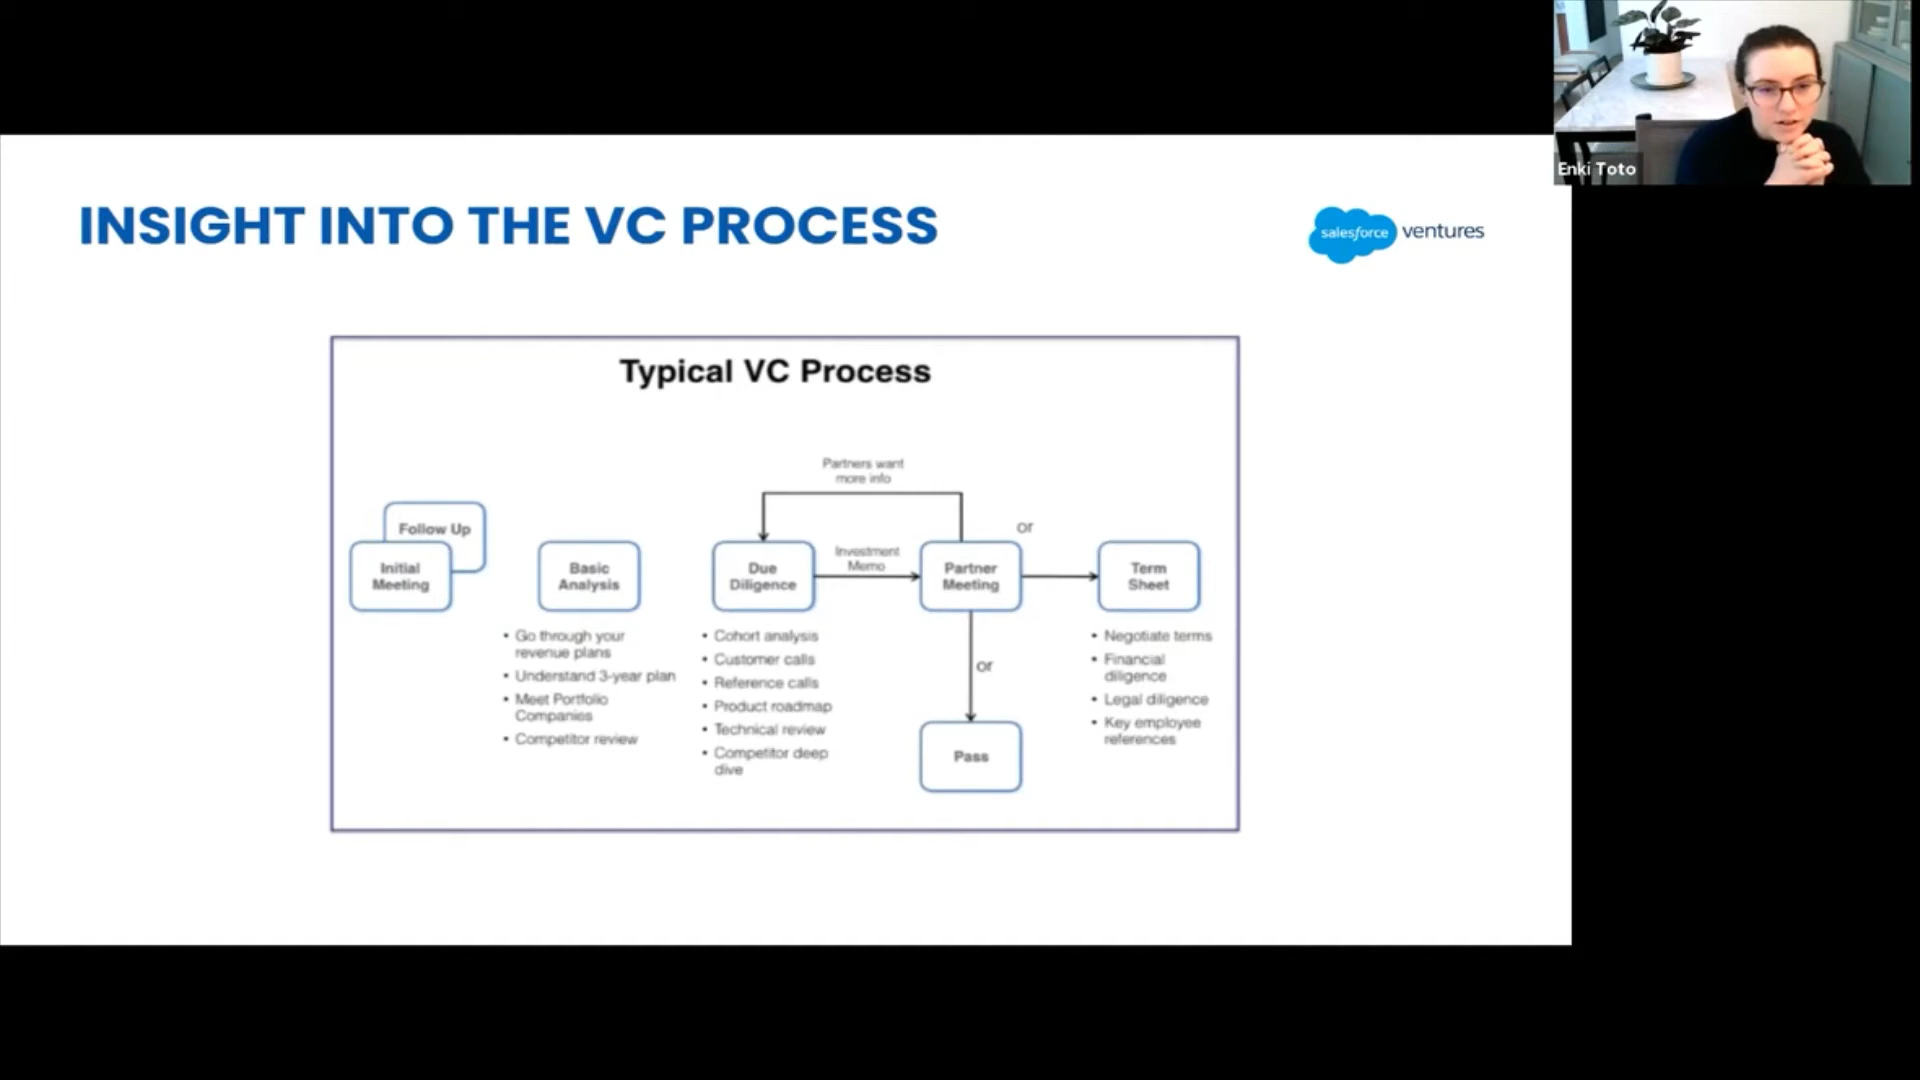 Enki Toto
INSIGHT INTO THE VC PROCESS
salesforce ventures
Typical VC Process
Partners want
more info
Follow Up
Initial
Meeting
Basic
Analysis
Due
Diligence
Investment
Memo
Partner
Meeting
or
Term
Sheet
• Go through your
revenue plans
• Understand 3-year plan
• Meet Portfolio
Companies
• Competitor review
• Cohort analysis
• Customer calls
• Reference calls
• Product roadmap
• Technical review
• Competitor deep
dive
or
Pass
• Negotiate terms
• Financial
diligence
• Legal diligence
• Key employee
references